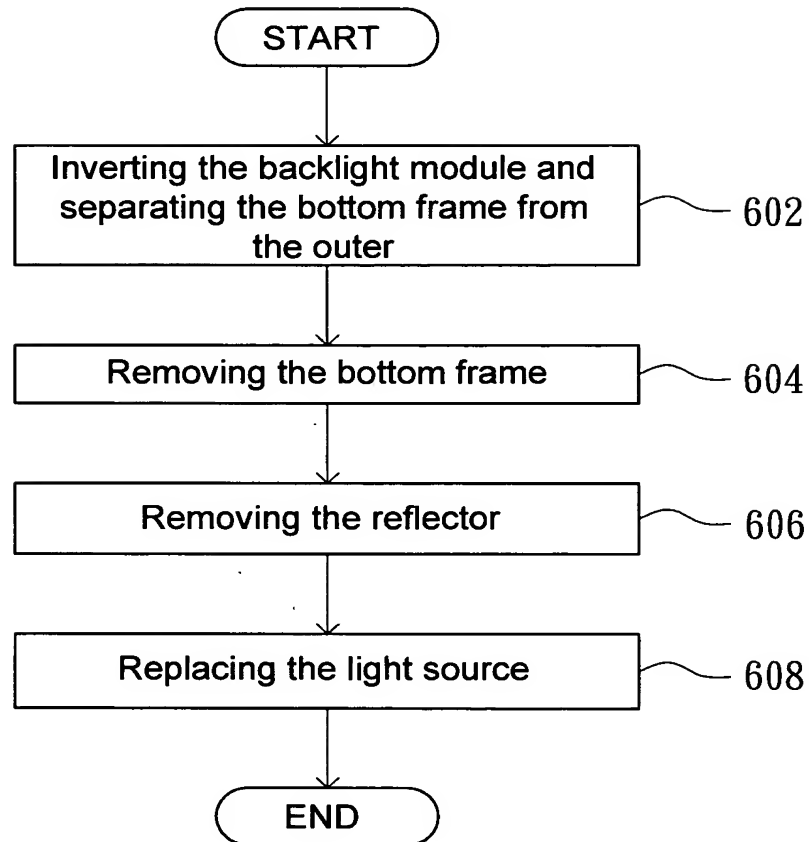 START
Inverting the backlight module and
separating the bottom frame from
the outer
602
Removing the bottom frame
604
Removing the reflector
606
Replacing the light source
608
END